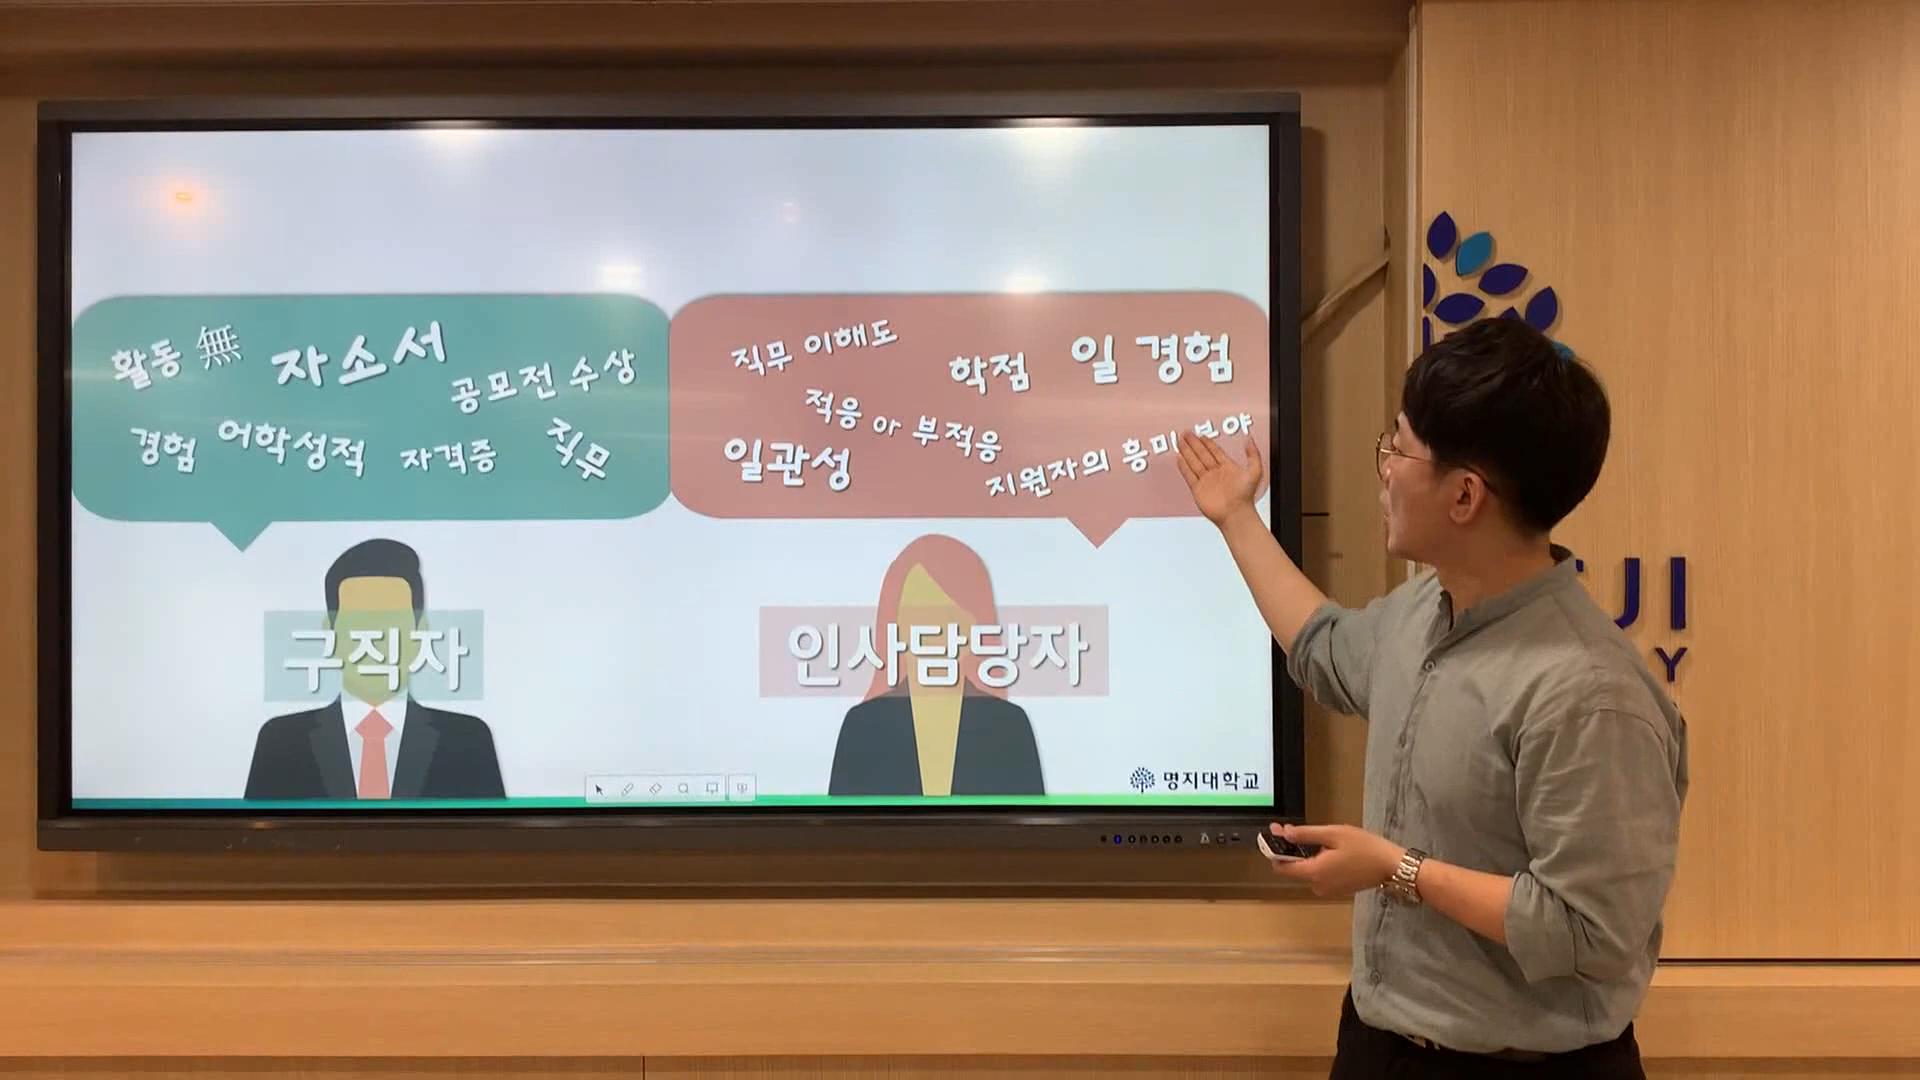 활동 無
자소서
공모전 수상
경험
어학성적
자격증
직무
직무 이해도
학점
일 경험
적응 or 부적응
일관성
지원자의 흥미 분야
구직자
인사담당자
명지대학교
JI
Y